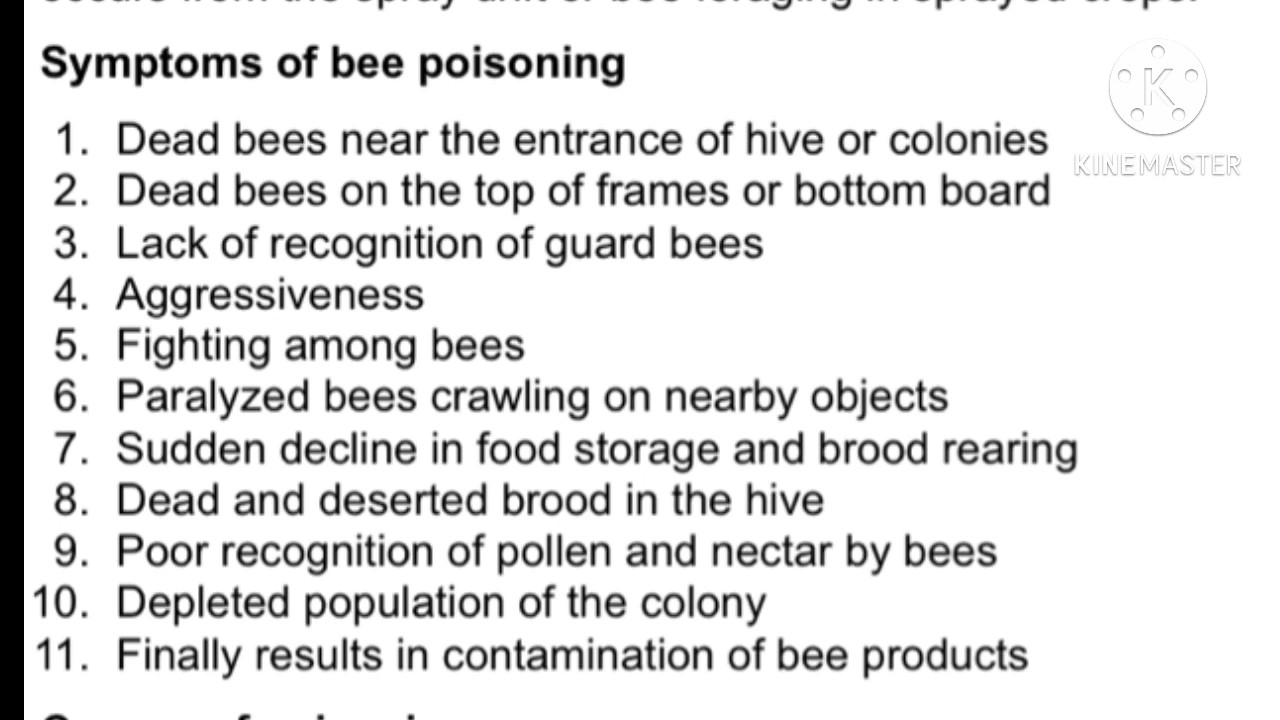 Symptoms of bee poisoning
1. Dead bees near the entrance of hive or colonies
2. Dead bees on the top of frames or bottom board
3. Lack of recognition of guard bees
4. Aggressiveness
5. Fighting among bees
6. Paralyzed bees crawling on nearby objects
7. Sudden decline in food storage and brood rearing
8. Dead and deserted brood in the hive
9. Poor recognition of pollen and nectar by bees
10. Depleted population of the colony
11. Finally results in contamination of bee products
K
KINEMASTER